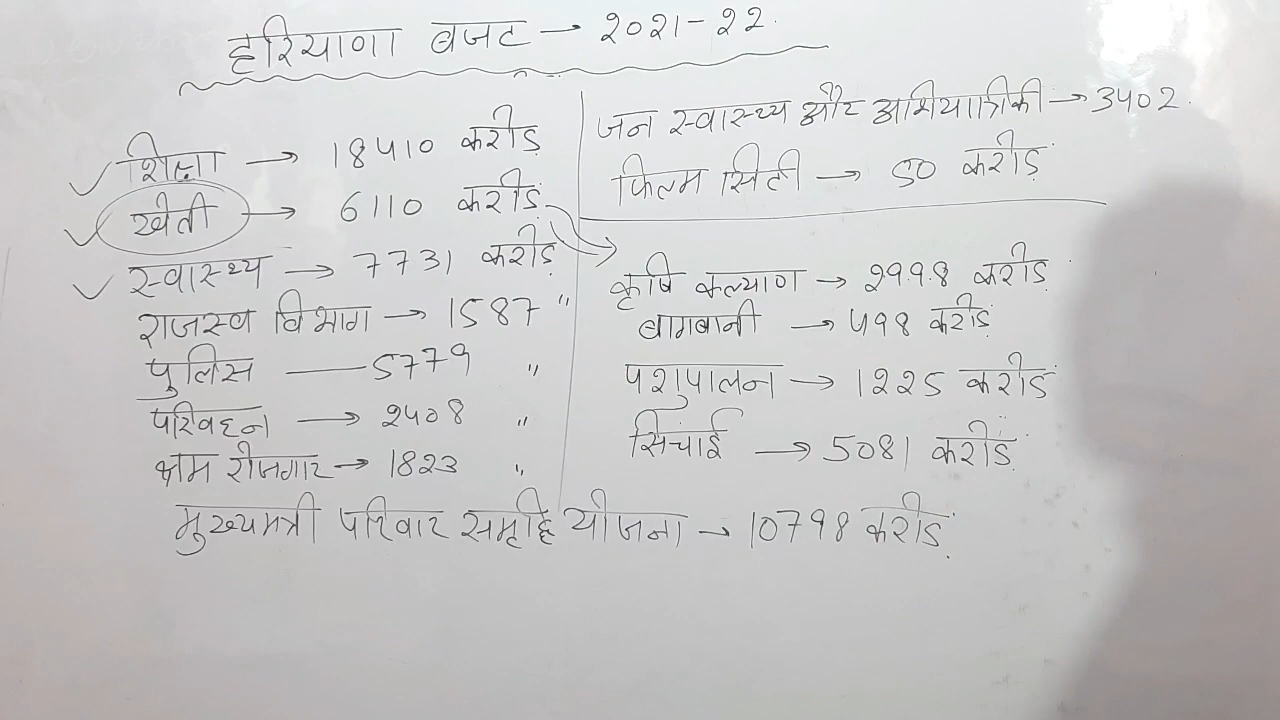 हरियाणा बजट → 2021-22.
शिक्षा → 18410 करोड़
खेती → 6110 करोड़
स्वास्थ्य → 7731 करोड़
राजस्व विभाग → 1587 "
पुलिस — 5779 "
परिवहन → 2408 "
श्रम रोजगार → 1823 "
जन स्वास्थ्य और अभियांत्रिकी → 3402.
फिल्म सिटी → 50 करोड़
कृषि कल्याण → 2998 करोड़
बागबानी → 498 करोड़
पशुपालन → 1225 करोड़
सिंचाई → 5081 करोड़
मुख्यमंत्री परिवार समृद्धि योजना → 10798 करोड़